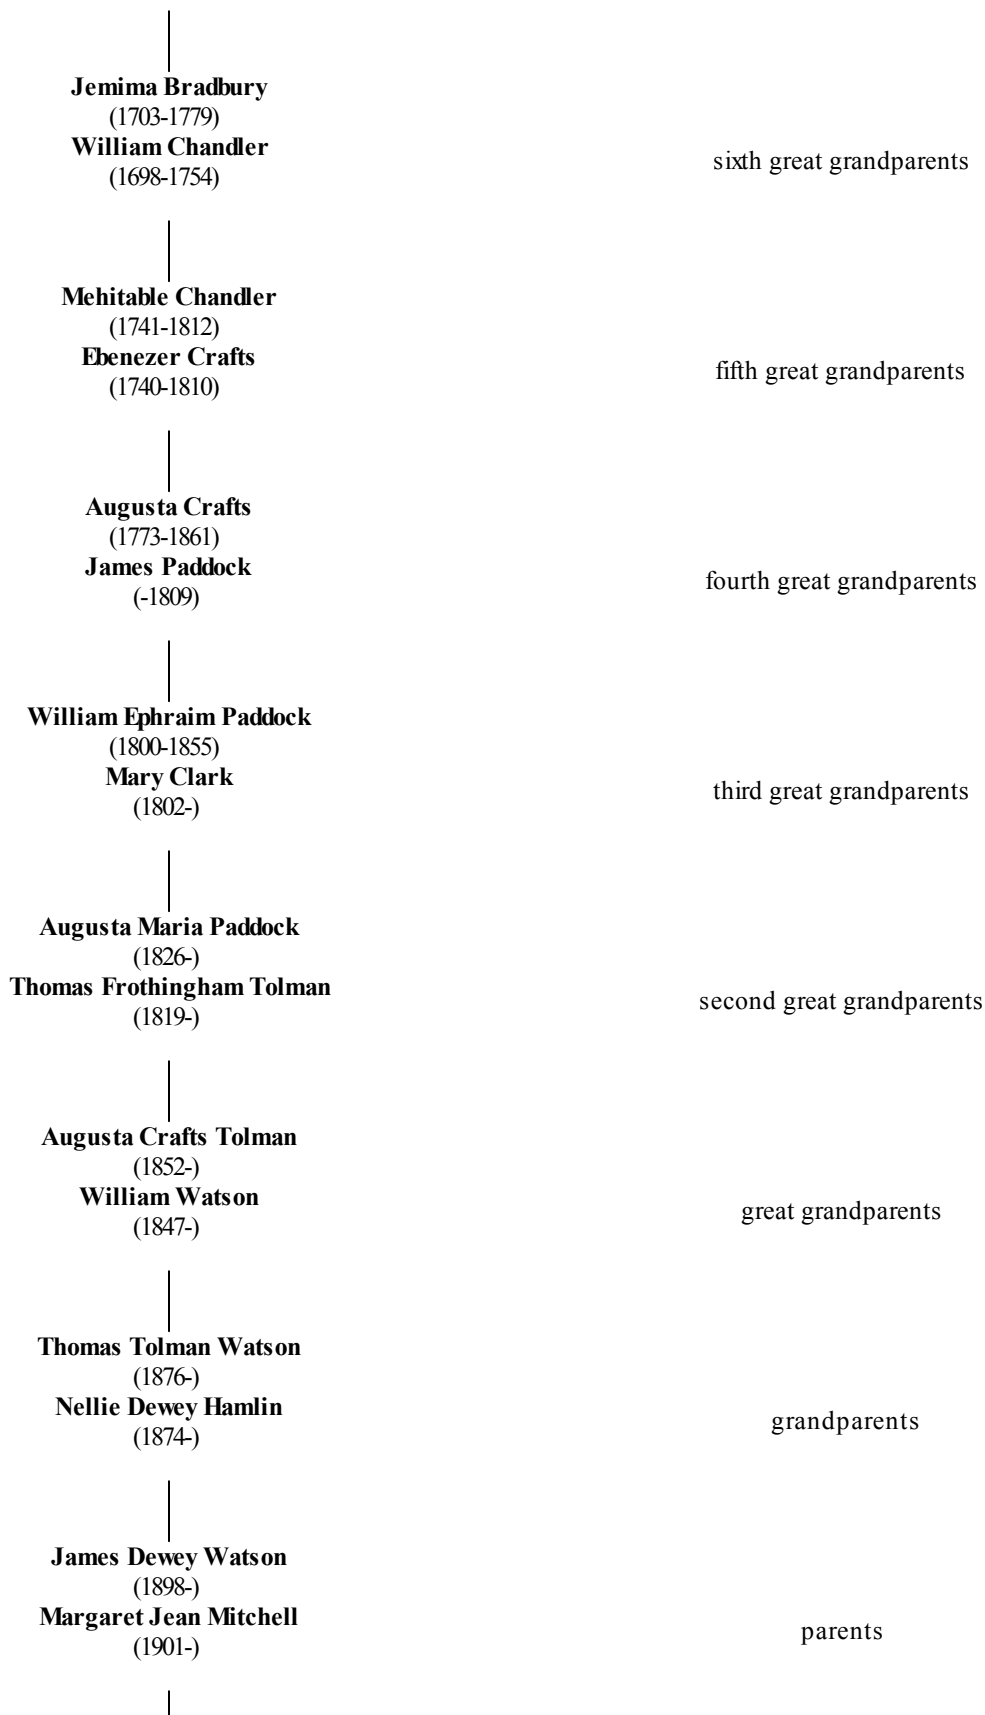 Jemima Bradbury
(1703-1779)
William Chandler
(1698-1754)
sixth great grandparents
Mehitable Chandler
(1741-1812)
Ebenezer Crafts
(1740-1810)
fifth great grandparents
Augusta Crafts
(1773-1861)
James Paddock
(-1809)
fourth great grandparents
William Ephraim Paddock
(1800-1855)
Mary Clark
(1802-)
third great grandparents
Augusta Maria Paddock
(1826-)
Thomas Frothingham Tolman
(1819-)
second great grandparents
Augusta Crafts Tolman
(1852-)
William Watson
(1847-)
great grandparents
Thomas Tolman Watson
(1876-)
Nellie Dewey Hamlin
(1874-)
grandparents
James Dewey Watson
(1898-)
Margaret Jean Mitchell
(1901-)
parents